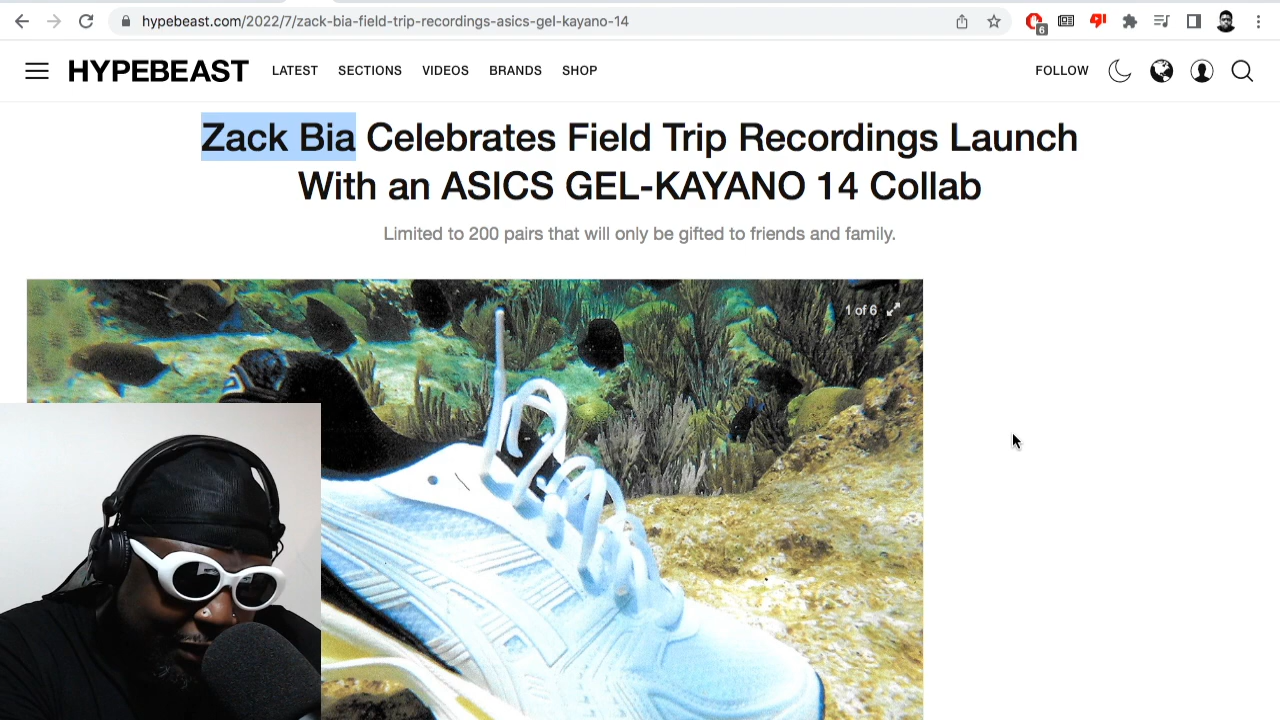 hypebeast.com/2022/7/zack-bia-field-trip-recordings-asics-gel-kayano-14
6
HYPEBEAST LATEST SECTIONS VIDEOS BRANDS SHOP FOLLOW
Zack Bia Celebrates Field Trip Recordings Launch
With an ASICS GEL-KAYANO 14 Collab
Limited to 200 pairs that will only be gifted to friends and family.
1 of 6